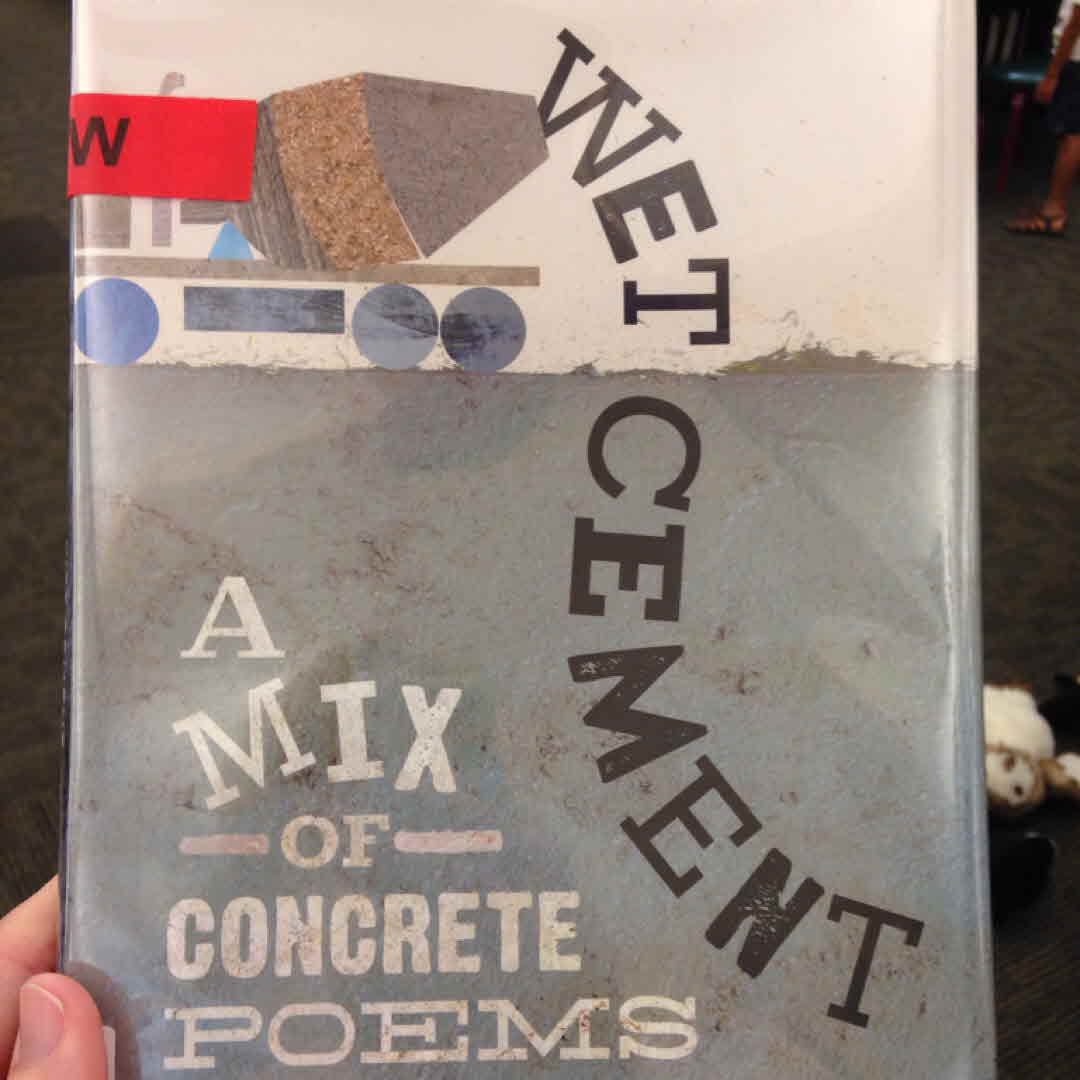 W
WET
CEMENT
A
MIX
OF
CONCRETE
POEMS